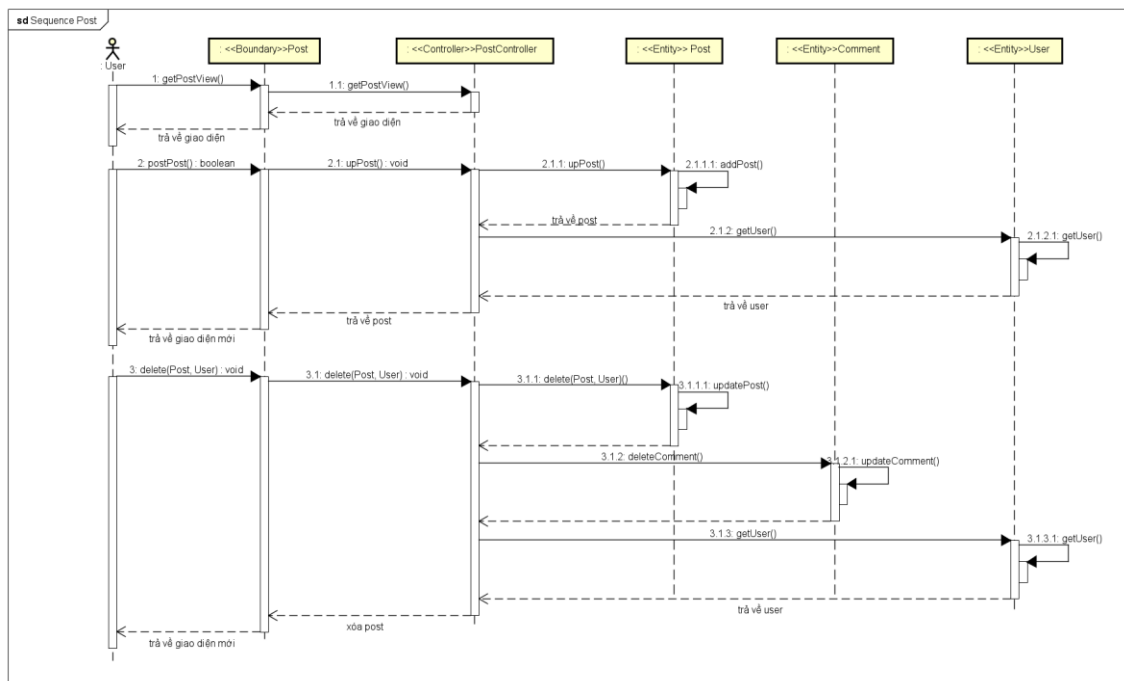 sd Sequence Post
: User
: <<Boundary>>Post
: <<Controller>>PostController
: <<Entity>> Post
: <<Entity>>Comment
: <<Entity>>User
1: getPostView()
1.1: getPostView()
trả về giao diện
trả về giao diện
2: postPost() : boolean
2.1: upPost() : void
2.1.1: upPost()
2.1.1.1: addPost()
trả về post
2.1.2: getUser()
2.1.2.1: getUser()
trả về user
trả về post
trả về giao diện mới
3: delete(Post, User) : void
3.1: delete(Post, User) : void
3.1.1: delete(Post, User)()
3.1.1.1: updatePost()
3.1.2: deleteComment()
3.1.2.1: updateComment()
3.1.3: getUser()
3.1.3.1: getUser()
trả về user
xóa post
trả về giao diện mới